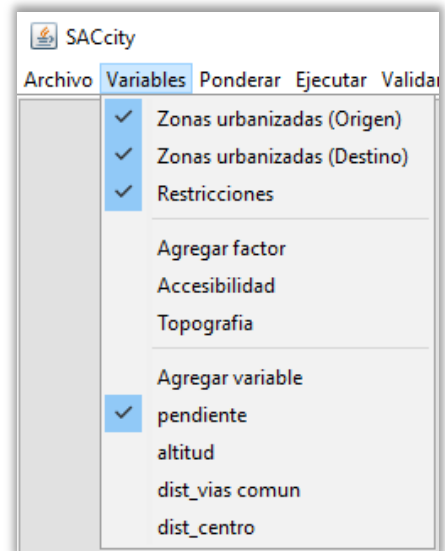 SACcity
Archivo Variables Ponderar Ejecutar Validar
Zonas urbanizadas (Origen)
Zonas urbanizadas (Destino)
Restricciones
Agregar factor
Accesibilidad
Topografia
Agregar variable
pendiente
altitud
dist_vias comun
dist_centro